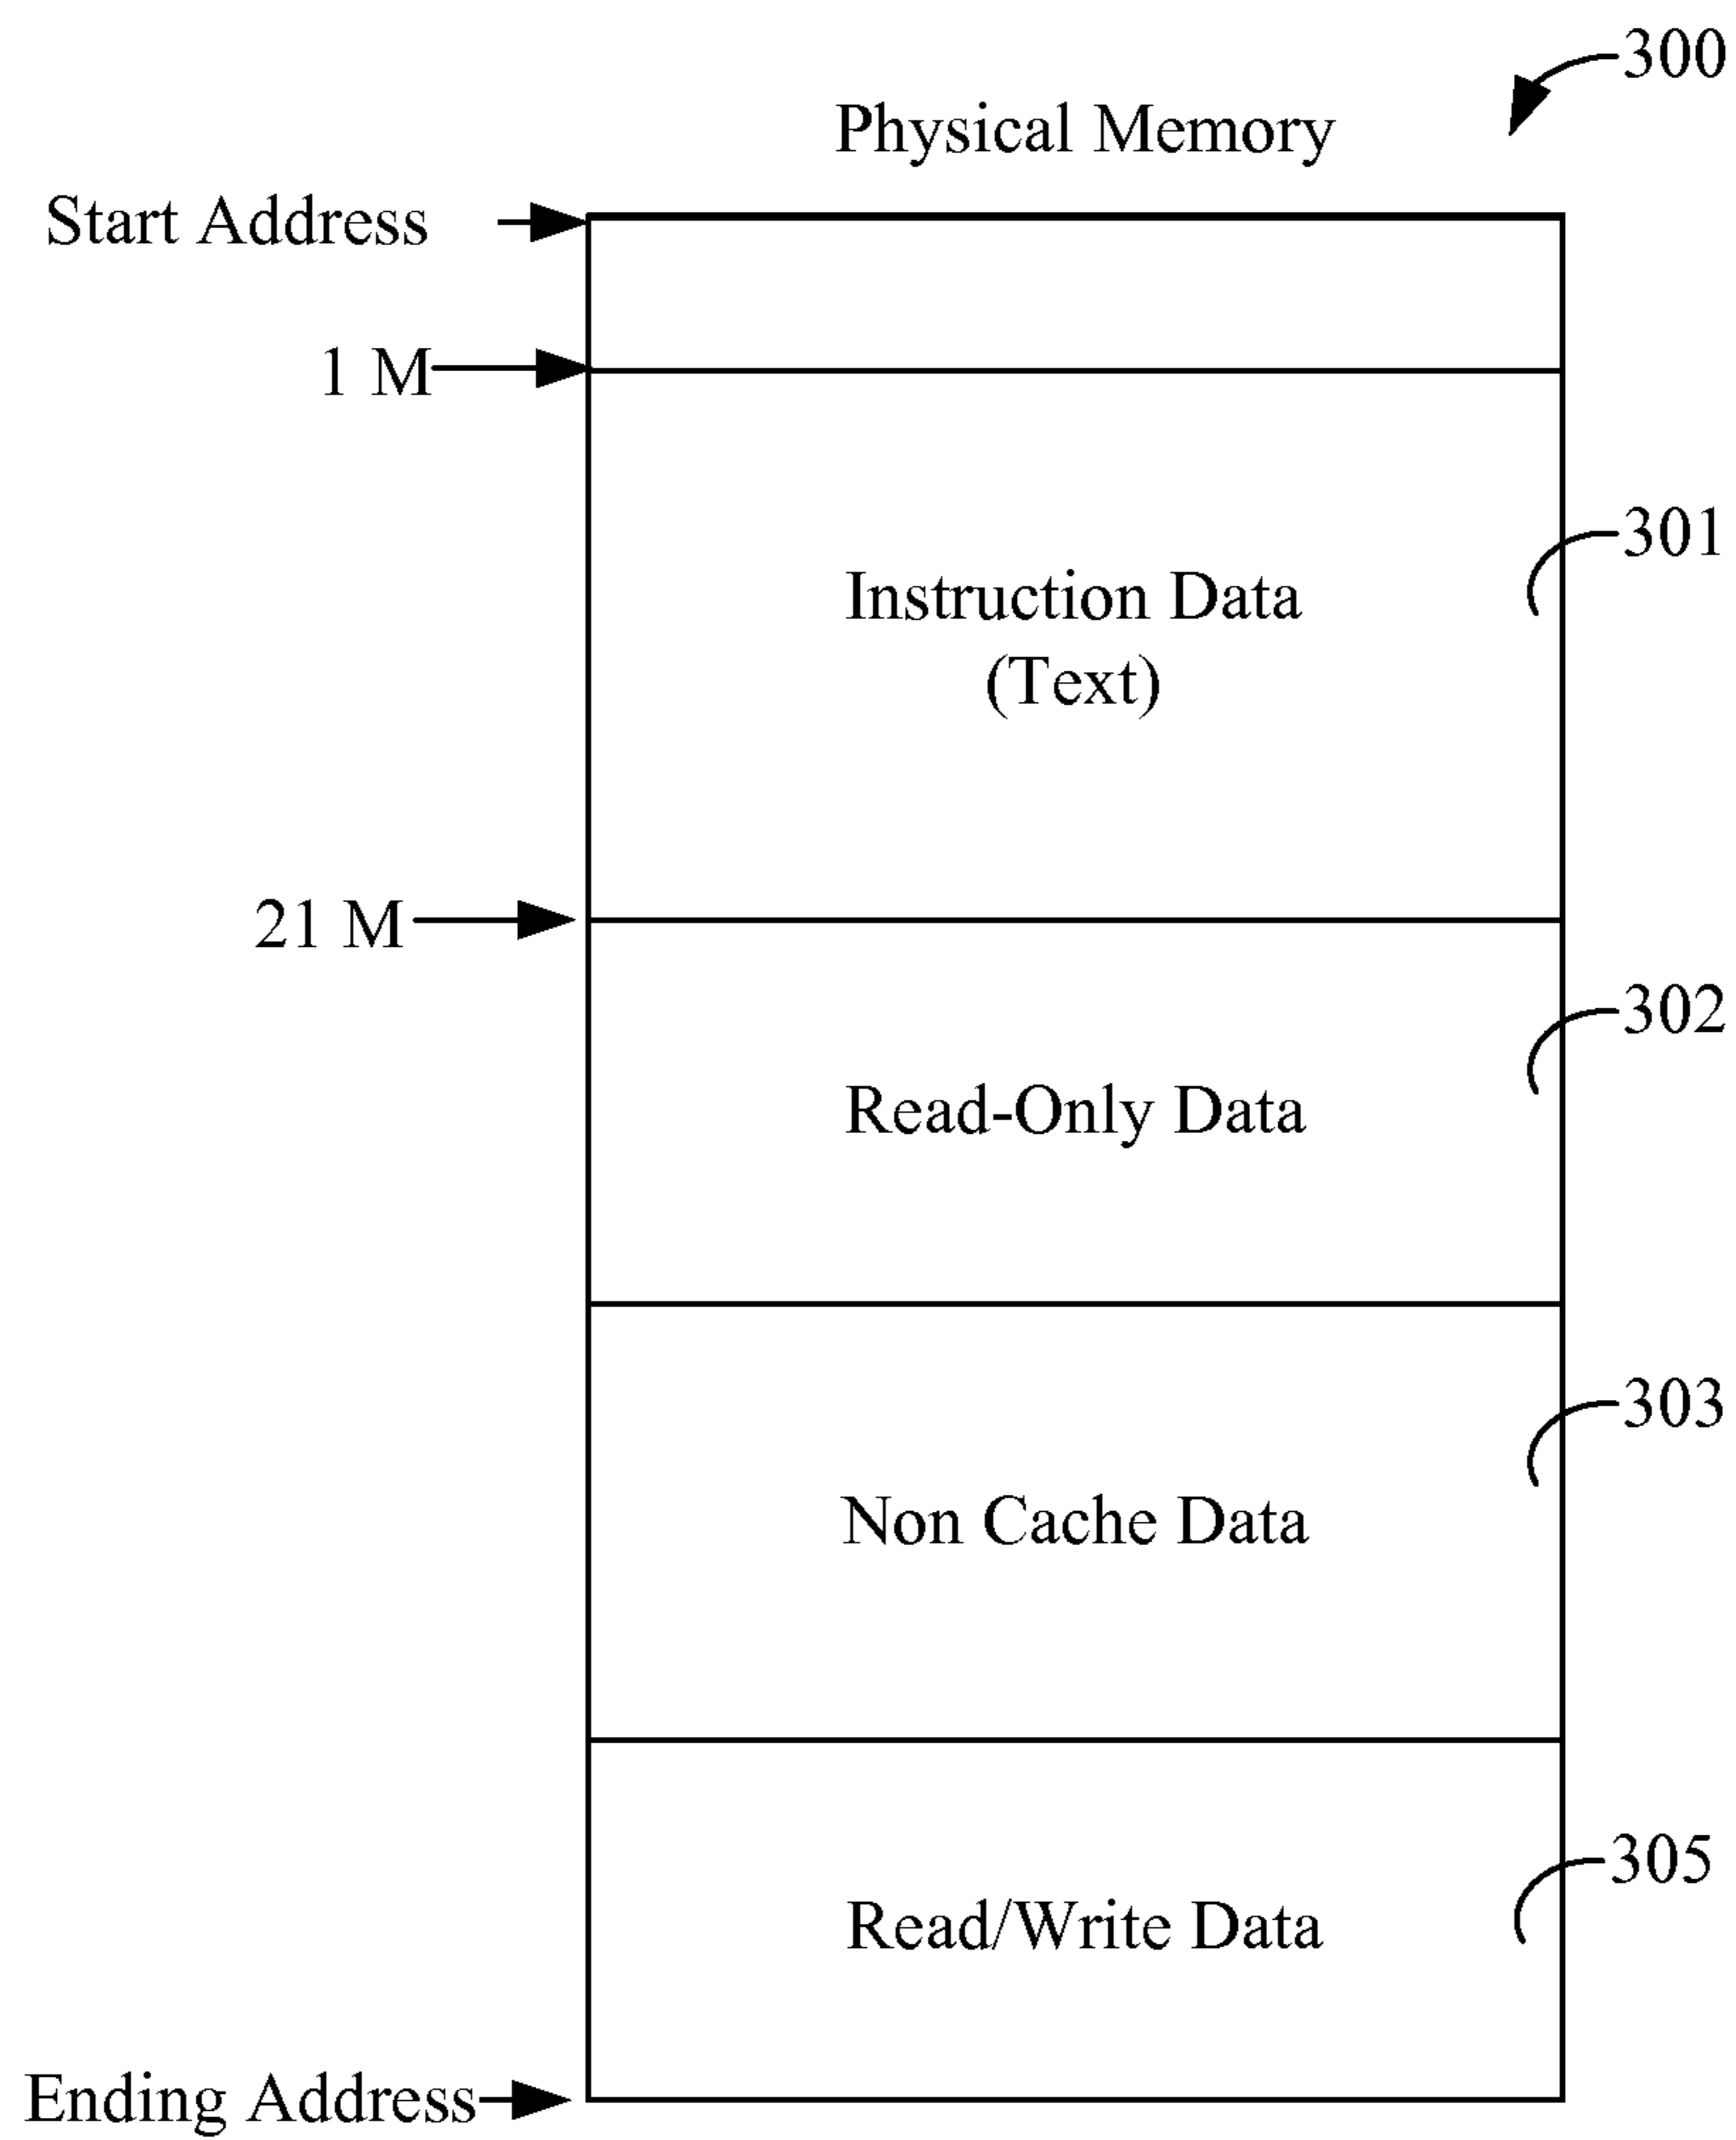 300
Physical Memory
Start Address
1 M
301
Instruction Data
(Text)
21 M
302
Read-Only Data
303
Non Cache Data
305
Read/Write Data
Ending Address